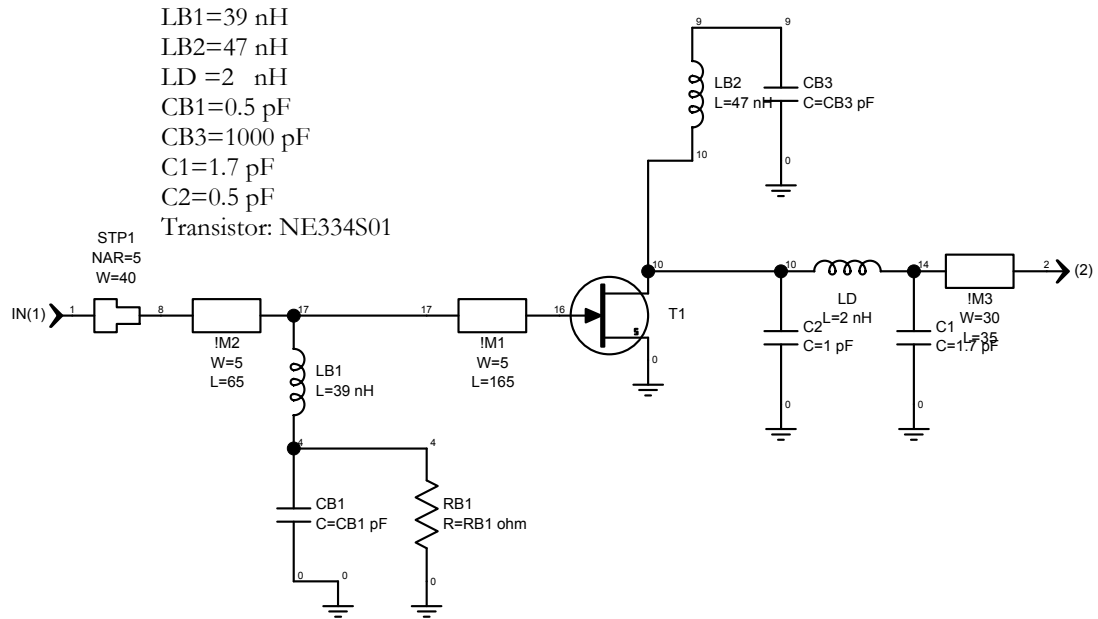 LB1=39 nH
LB2=47 nH
LD =2 nH
CB1=0.5 pF
CB3=1000 pF
C1=1.7 pF
C2=0.5 pF
Transistor: NE334S01
9
9
LB2
L=47 nH
CB3
C=CB3 pF
10
0
STP1
NAR=5
W=40
IN(1)
1
8
!M2
W=5
L=65
17
17
!M1
W=5
L=165
16
T1
S
0
10
10
LD
L=2 nH
14
!M3
W=30
L=35
2
(2)
C2
C=1 pF
0
C1
C=1.7 pF
0
LB1
L=39 nH
4
4
CB1
C=CB1 pF
RB1
R=RB1 ohm
0
0
0